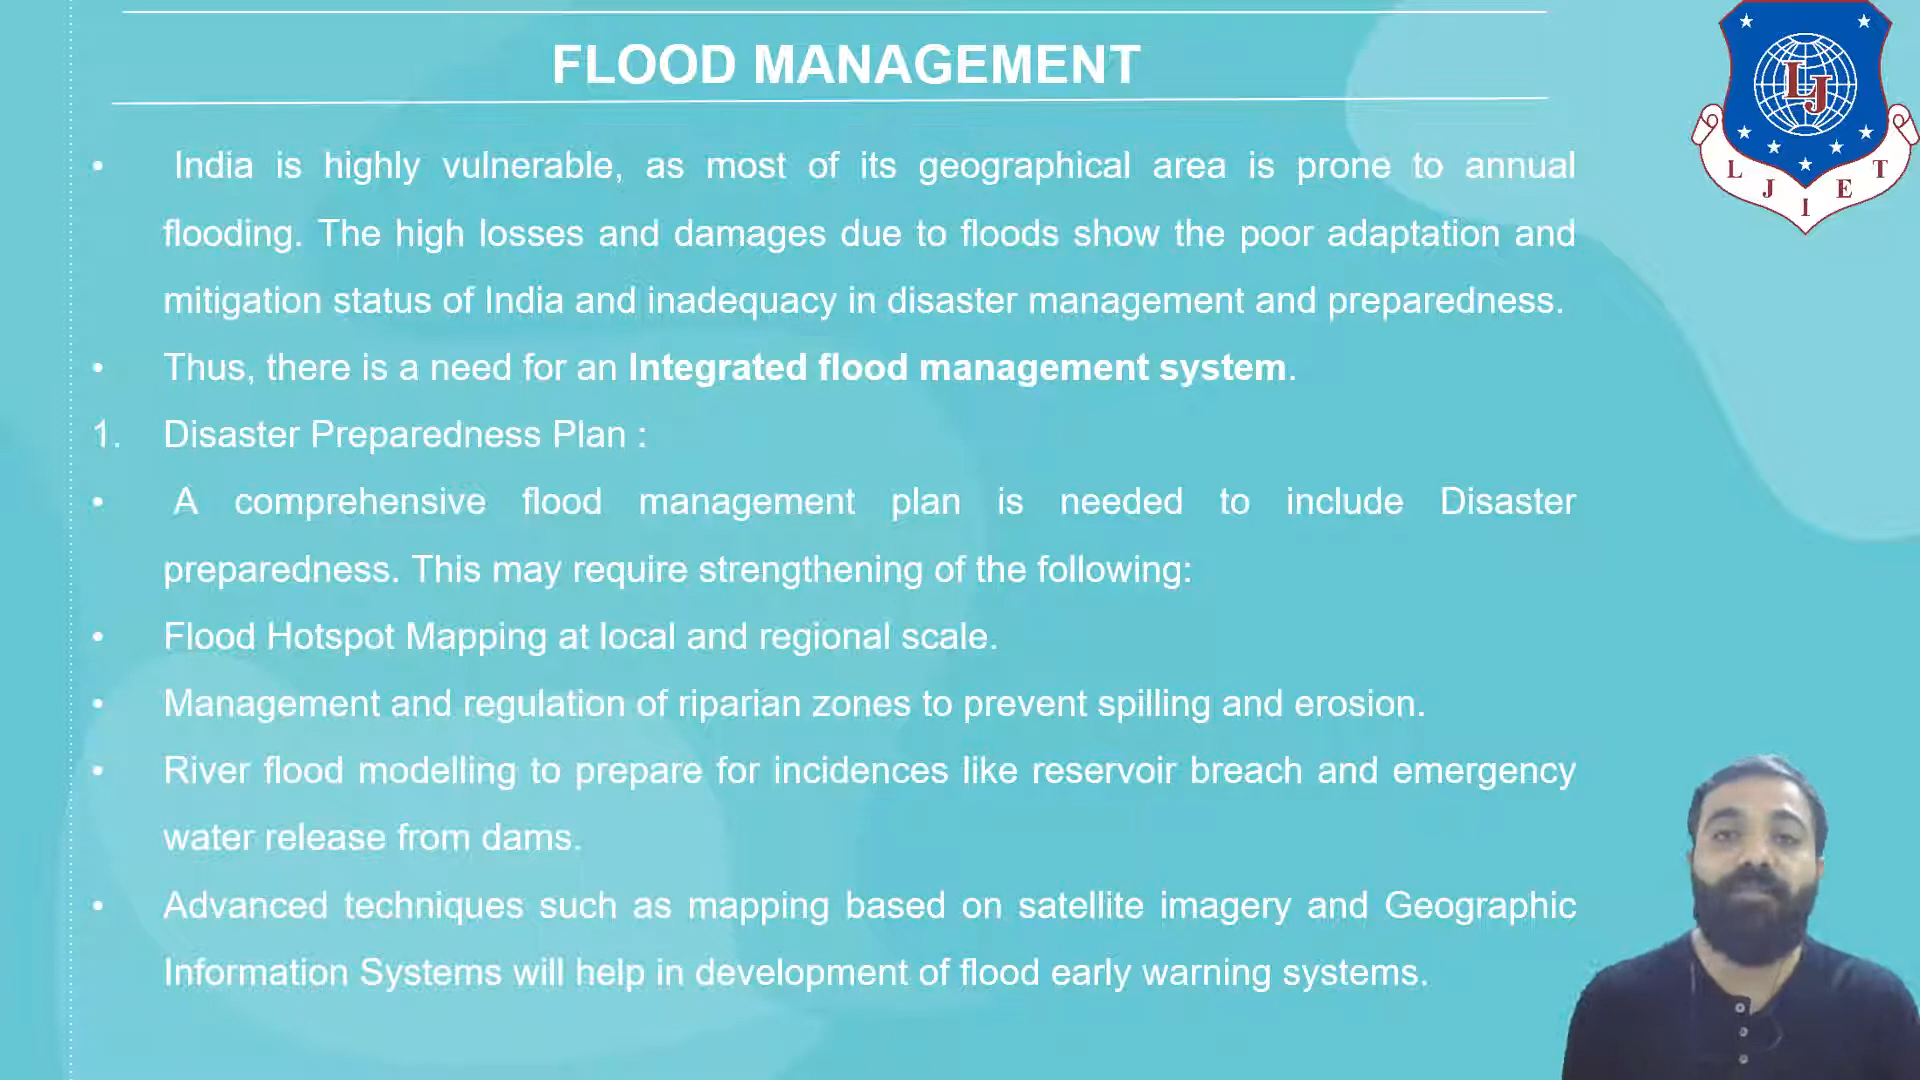 FLOOD MANAGEMENT
LJ
L J I E T
• India is highly vulnerable, as most of its geographical area is prone to annual
flooding. The high losses and damages due to floods show the poor adaptation and
mitigation status of India and inadequacy in disaster management and preparedness.
• Thus, there is a need for an Integrated flood management system.
1. Disaster Preparedness Plan :
• A comprehensive flood management plan is needed to include Disaster
preparedness. This may require strengthening of the following:
• Flood Hotspot Mapping at local and regional scale.
• Management and regulation of riparian zones to prevent spilling and erosion.
• River flood modelling to prepare for incidences like reservoir breach and emergency
water release from dams.
• Advanced techniques such as mapping based on satellite imagery and Geographic
Information Systems will help in development of flood early warning systems.